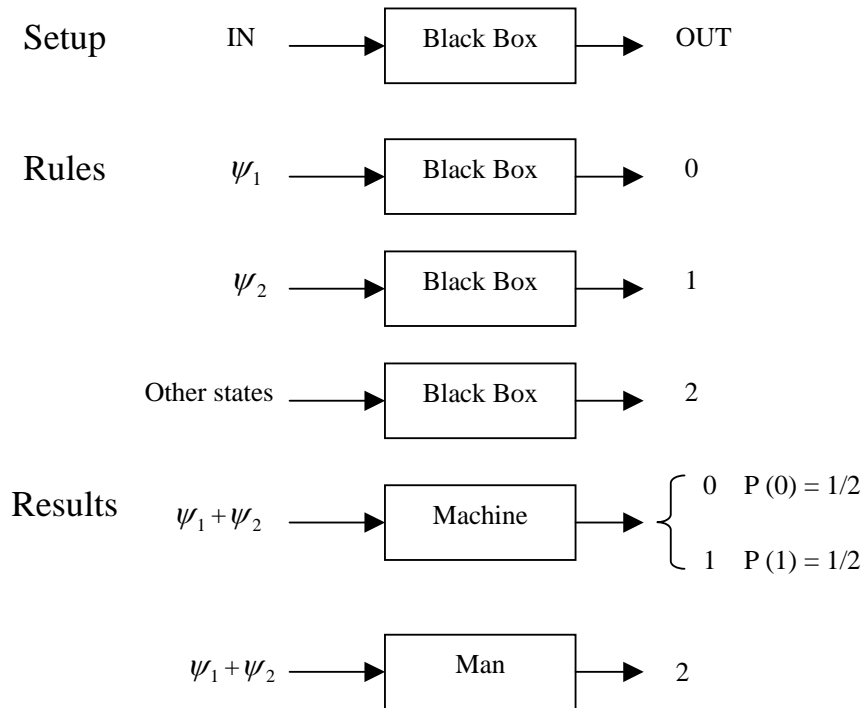 Setup IN Black Box OUT
Rules ψ₁ Black Box 0
ψ₂ Black Box 1
Other states Black Box 2
Results ψ₁ + ψ₂ Machine 0 P (0) = 1/2
1 P (1) = 1/2
ψ₁ + ψ₂ Man 2